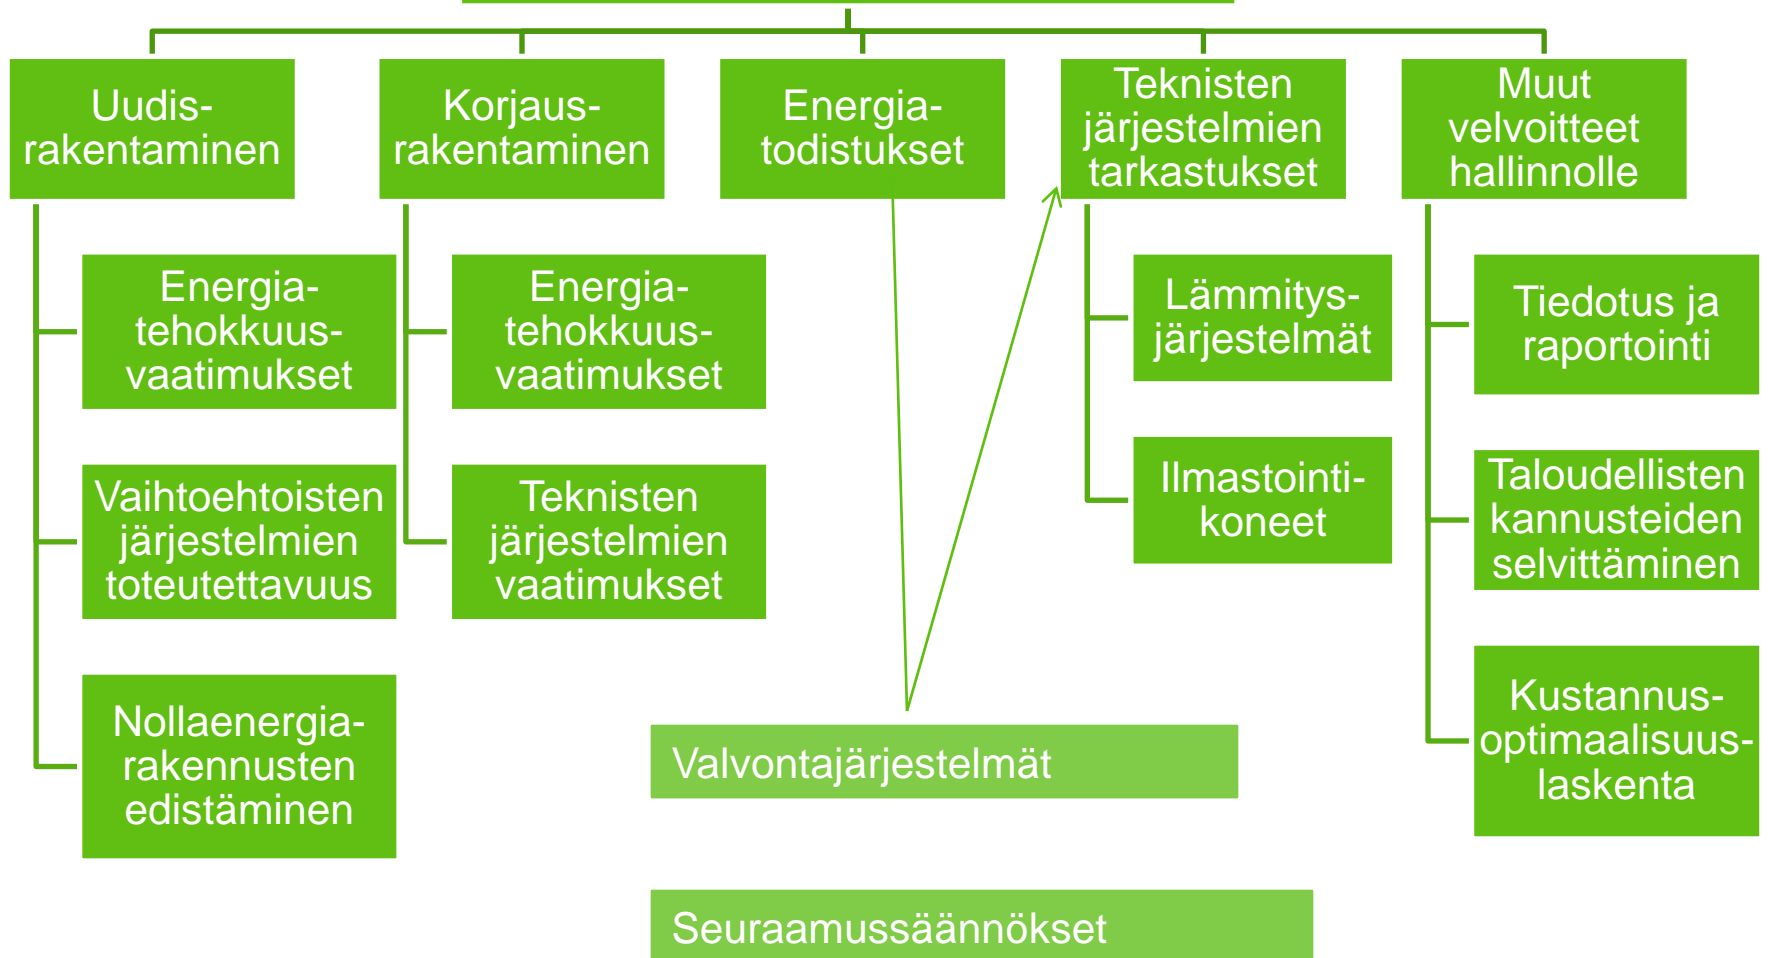 Uudis-
rakentaminen
Korjaus-
rakentaminen
Energia-
todistukset
Teknisten
järjestelmien
tarkastukset
Muut
velvoitteet
hallinnolle
Energia-
tehokkuus-
vaatimukset
Vaihtoehtoisten
järjestelmien
toteutettavuus
Nollaenergia-
rakennusten
edistäminen
Energia-
tehokkuus-
vaatimukset
Teknisten
järjestelmien
vaatimukset
Lämmitys-
järjestelmät
Ilmastointi-
koneet
Tiedotus ja
raportointi
Taloudellisten
kannusteiden
selvittäminen
Kustannus-
optimaalisuus-
laskenta
Valvontajärjestelmät
Seuraamussäännökset